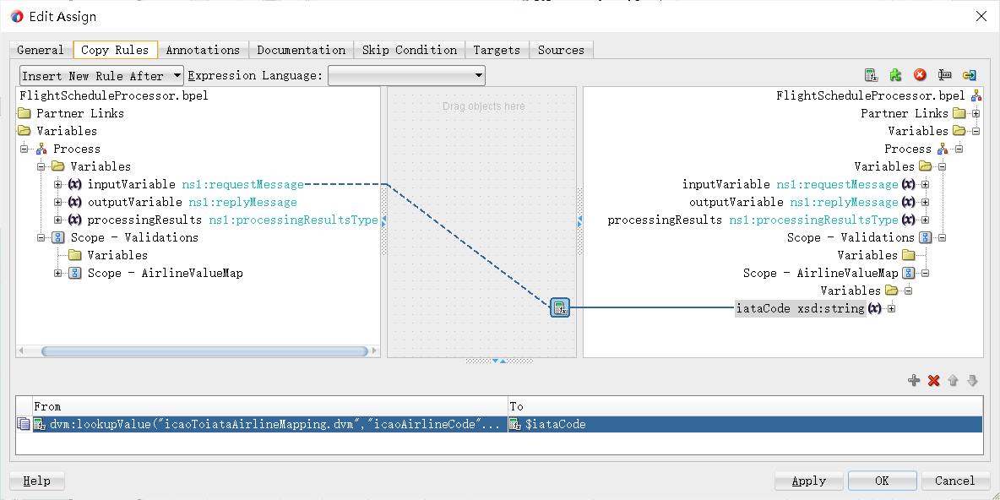 Edit Assign
General Copy Rules Annotations Documentation Skip Condition Targets Sources
Insert New Rule After Expression Language:
FlightScheduleProcessor.bpel
Partner Links
Variables
Process
Variables
inputVariable ns1:requestMessage
outputVariable ns1:replyMessage
processingResults ns1:processingResultsType
Scope - Validations
Variables
Scope - AirlineValueMap
Drag objects here
FlightScheduleProcessor.bpel
Partner Links
Variables
Process
Variables
inputVariable ns1:requestMessage (x)
outputVariable ns1:replyMessage (x)
processingResults ns1:processingResultsType (x)
Scope - Validations
Variables
Scope - AirlineValueMap
Variables
iataCode xsd:string (x)
From To
dvm:lookupValue("icaoToiataAirlineMapping.dvm","icaoAirlineCode"... $iataCode
Help Apply OK Cancel